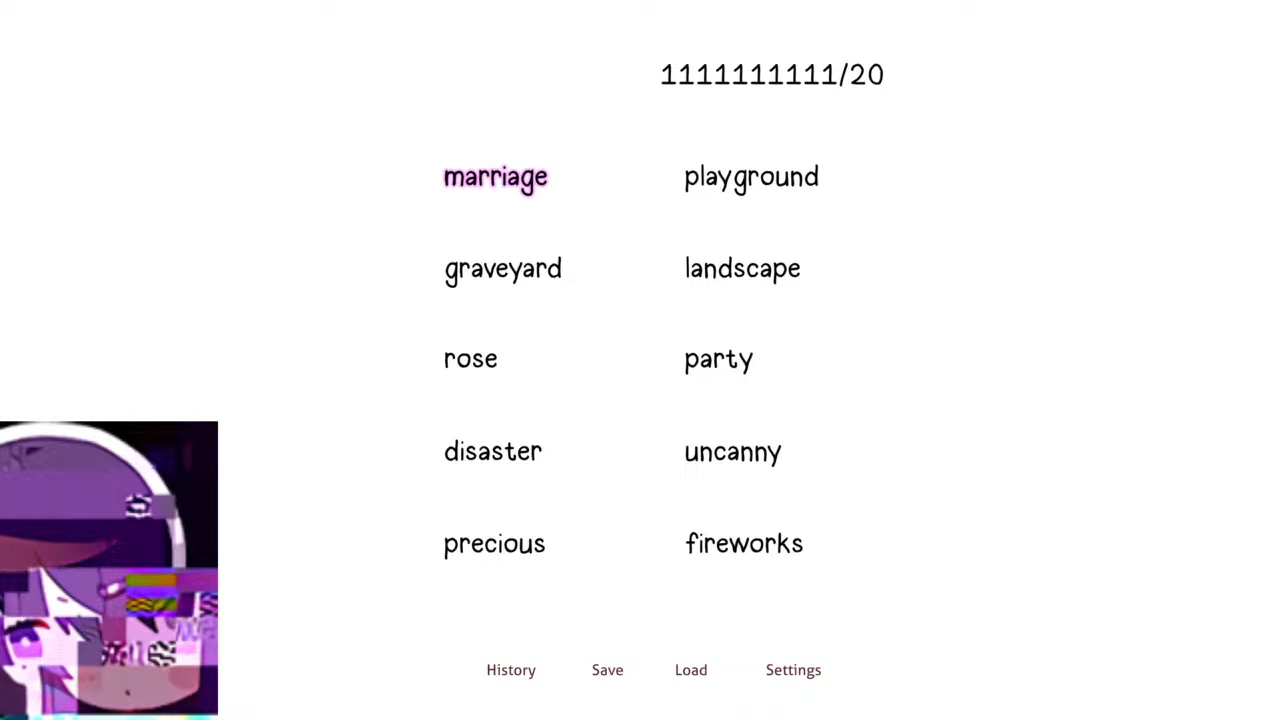 1111111111/20
marriage playground
graveyard landscape
rose party
disaster uncanny
precious fireworks
History Save Load Settings